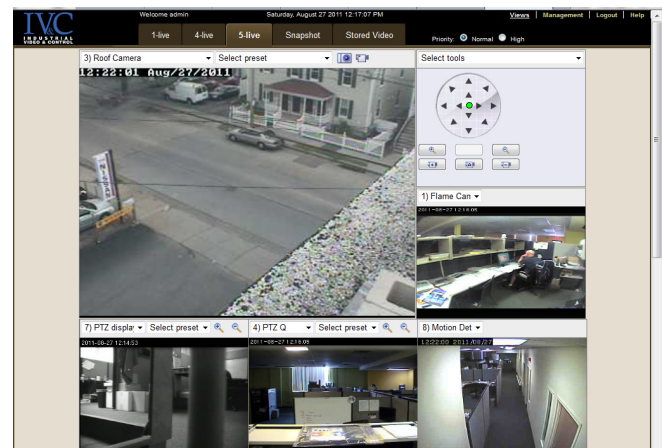 IVC
INDUSTRIAL
VIDEO & CONTROL
Welcome admin
Saturday, August 27 2011 12:17:07 PM
Views | Management | Logout | Help
1-live
4-live
5-live
Snapshot
Stored Video
Priority: Normal High
3) Roof Camera
Select preset
Select tools
12:22:01 Aug/27/2011
NISSAN
1) Flame Can
2011-08-27 12:16:05
7) PTZ display
Select preset
4) PTZ Q
Select preset
8) Motion Det
2011-08-27 12:14:53
2011-08-27 12:16:05
12:22:00 2011/08/27